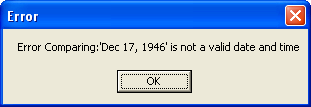 Error
Error Comparing:'Dec 17, 1946' is not a valid date and time
OK